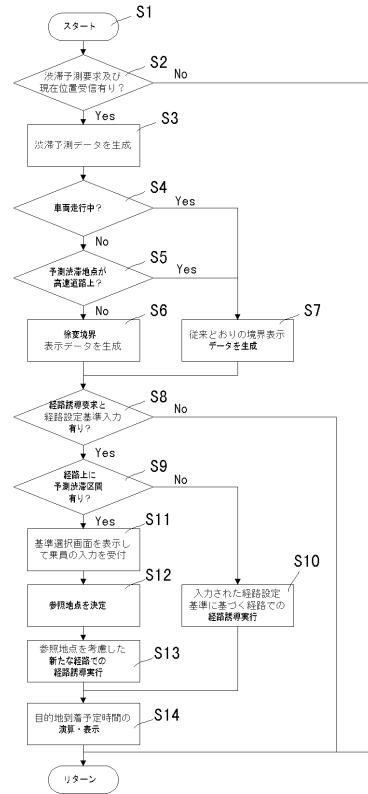 S1
スタート
S2
渋滞予測要求及び
現在位置受信有り？
No
Yes
S3
渋滞予測データを生成
S4
車両走行中？
Yes
No
S5
予測渋滞地点が
高速道路上？
Yes
No
S6
徐変境界
表示データを生成
S7
従来どおりの境界表示
データを生成
S8
経路誘導要求と
経路設定基準入力
有り？
No
Yes
S9
経路上に
予測渋滞区間
有り？
No
Yes
S11
基準選択画面を表示し
て乗員の入力を受付
S10
入力された経路設定
基準に基づく経路での
経路誘導実行
S12
参照地点を決定
S13
参照地点を考慮した
新たな経路での
経路誘導実行
S14
目的地到着予定時間の
演算・表示
リターン